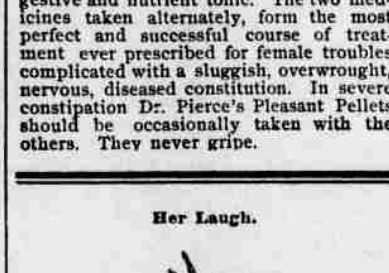 gestive and nutrient tonic. The two med-
icines taken alternately, form the most
perfect and successful course of treat-
ment ever prescribed for female troubles
complicated with a sluggish, overwrought,
nervous, diseased constitution. In severe
constipation Dr. Pierce's Pleasant Pellets
should be occasionally taken with the
others. They never gripe.
Her Laugh.